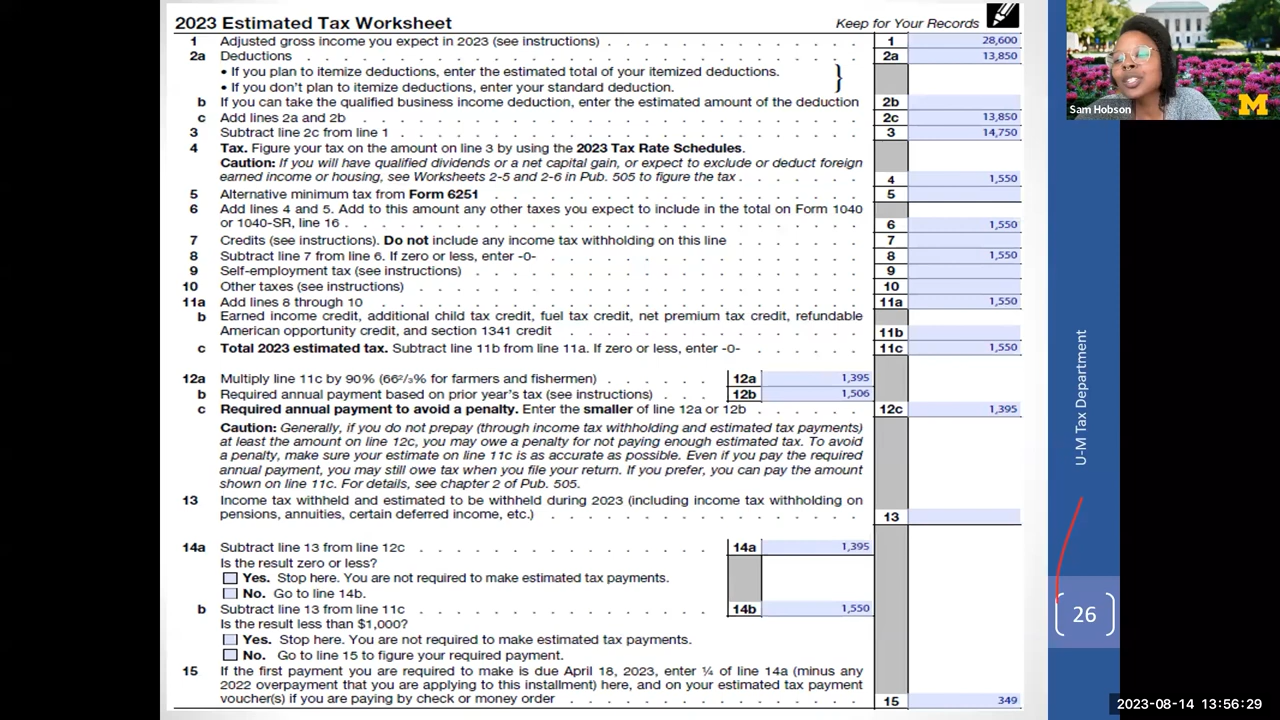 2023 Estimated Tax Worksheet Keep for Your Records
1 Adjusted gross income you expect in 2023 (see instructions) 1 28,600
2a Deductions 2a 13,850
• If you plan to itemize deductions, enter the estimated total of your itemized deductions.
• If you don't plan to itemize deductions, enter your standard deduction.
b If you can take the qualified business income deduction, enter the estimated amount of the deduction 2b
c Add lines 2a and 2b 2c 13,850
3 Subtract line 2c from line 1 3 14,750
4 Tax. Figure your tax on the amount on line 3 by using the 2023 Tax Rate Schedules.
Caution: If you will have qualified dividends or a net capital gain, or expect to exclude or deduct foreign
earned income or housing, see Worksheets 2-5 and 2-6 in Pub. 505 to figure the tax . 4 1,550
5 Alternative minimum tax from Form 6251 5
6 Add lines 4 and 5. Add to this amount any other taxes you expect to include in the total on Form 1040
or 1040-SR, line 16 . 6 1,550
7 Credits (see instructions). Do not include any income tax withholding on this line 7
8 Subtract line 7 from line 6. If zero or less, enter -0- 8 1,550
9 Self-employment tax (see instructions) 9
10 Other taxes (see instructions) 10
11a Add lines 8 through 10 11a 1,550
b Earned income credit, additional child tax credit, fuel tax credit, net premium tax credit, refundable
American opportunity credit, and section 1341 credit 11b
c Total 2023 estimated tax. Subtract line 11b from line 11a. If zero or less, enter -0- 11c 1,550
12a Multiply line 11c by 90% (66²/₃% for farmers and fishermen) 12a 1,395
b Required annual payment based on prior year's tax (see instructions) 12b 1,506
c Required annual payment to avoid a penalty. Enter the smaller of line 12a or 12b 12c 1,395
Caution: Generally, if you do not prepay (through income tax withholding and estimated tax payments)
at least the amount on line 12c, you may owe a penalty for not paying enough estimated tax. To avoid
a penalty, make sure your estimate on line 11c is as accurate as possible. Even if you pay the required
annual payment, you may still owe tax when you file your return. If you prefer, you can pay the amount
shown on line 11c. For details, see chapter 2 of Pub. 505.
13 Income tax withheld and estimated to be withheld during 2023 (including income tax withholding on
pensions, annuities, certain deferred income, etc.) 13
14a Subtract line 13 from line 12c 14a 1,395
Is the result zero or less?
Yes. Stop here. You are not required to make estimated tax payments.
No. Go to line 14b.
b Subtract line 13 from line 11c 14b 1,550
Is the result less than $1,000?
Yes. Stop here. You are not required to make estimated tax payments.
No. Go to line 15 to figure your required payment.
15 If the first payment you are required to make is due April 18, 2023, enter ¼ of line 14a (minus any
2022 overpayment that you are applying to this installment) here, and on your estimated tax payment
voucher(s) if you are paying by check or money order 15 349
Sam Hobson
M
U-M Tax Department
26
2023-08-14 13:56:29